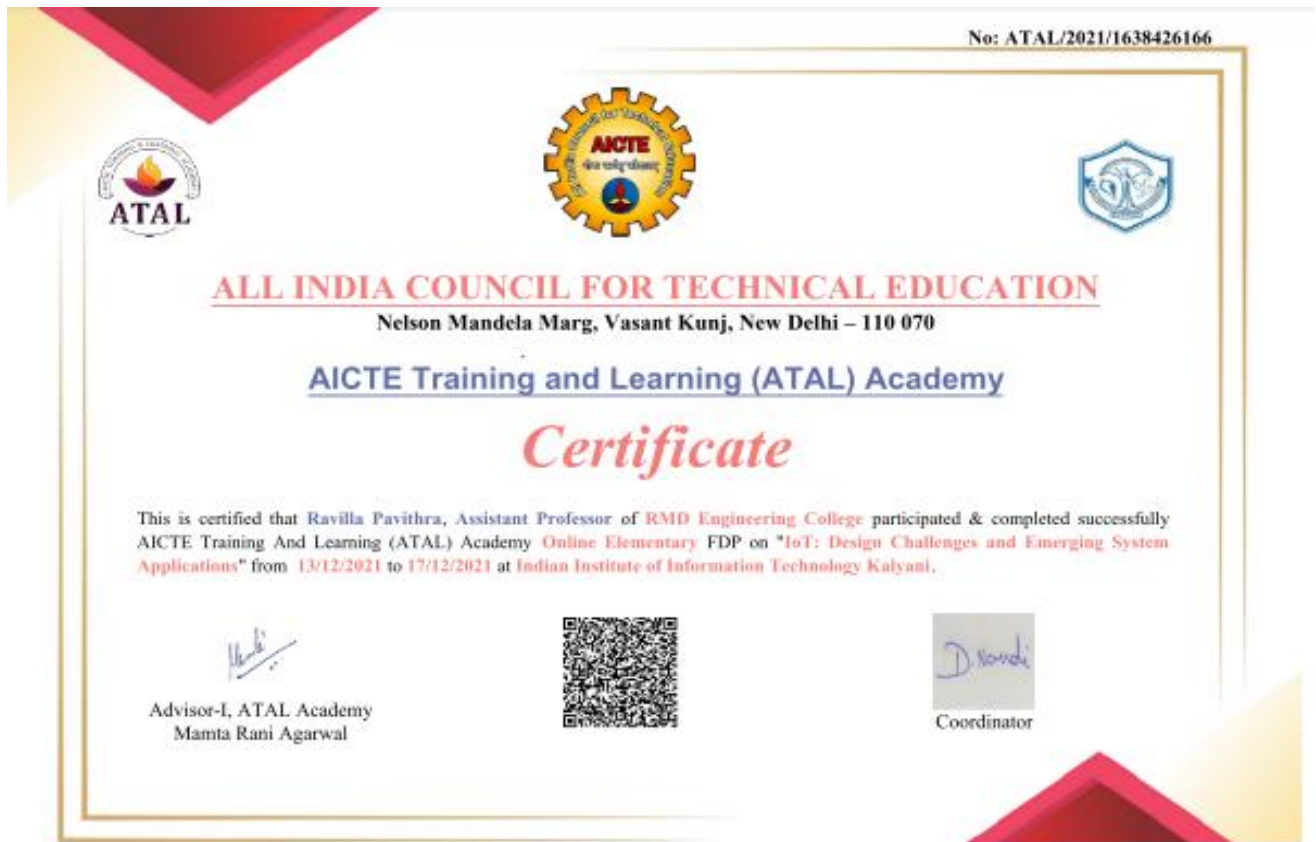 No: ATAL/2021/1638426166
ATAL
AICTE
ALL INDIA COUNCIL FOR TECHNICAL EDUCATION
Nelson Mandela Marg, Vasant Kunj, New Delhi – 110 070
AICTE Training and Learning (ATAL) Academy
Certificate
This is certified that Ravilla Pavithra, Assistant Professor of RMD Engineering College participated & completed successfully
AICTE Training And Learning (ATAL) Academy Online Elementary FDP on "IoT: Design Challenges and Emerging System
Applications" from 13/12/2021 to 17/12/2021 at Indian Institute of Information Technology Kalyani.
D. Nandi
Advisor-I, ATAL Academy
Mamta Rani Agarwal
Coordinator